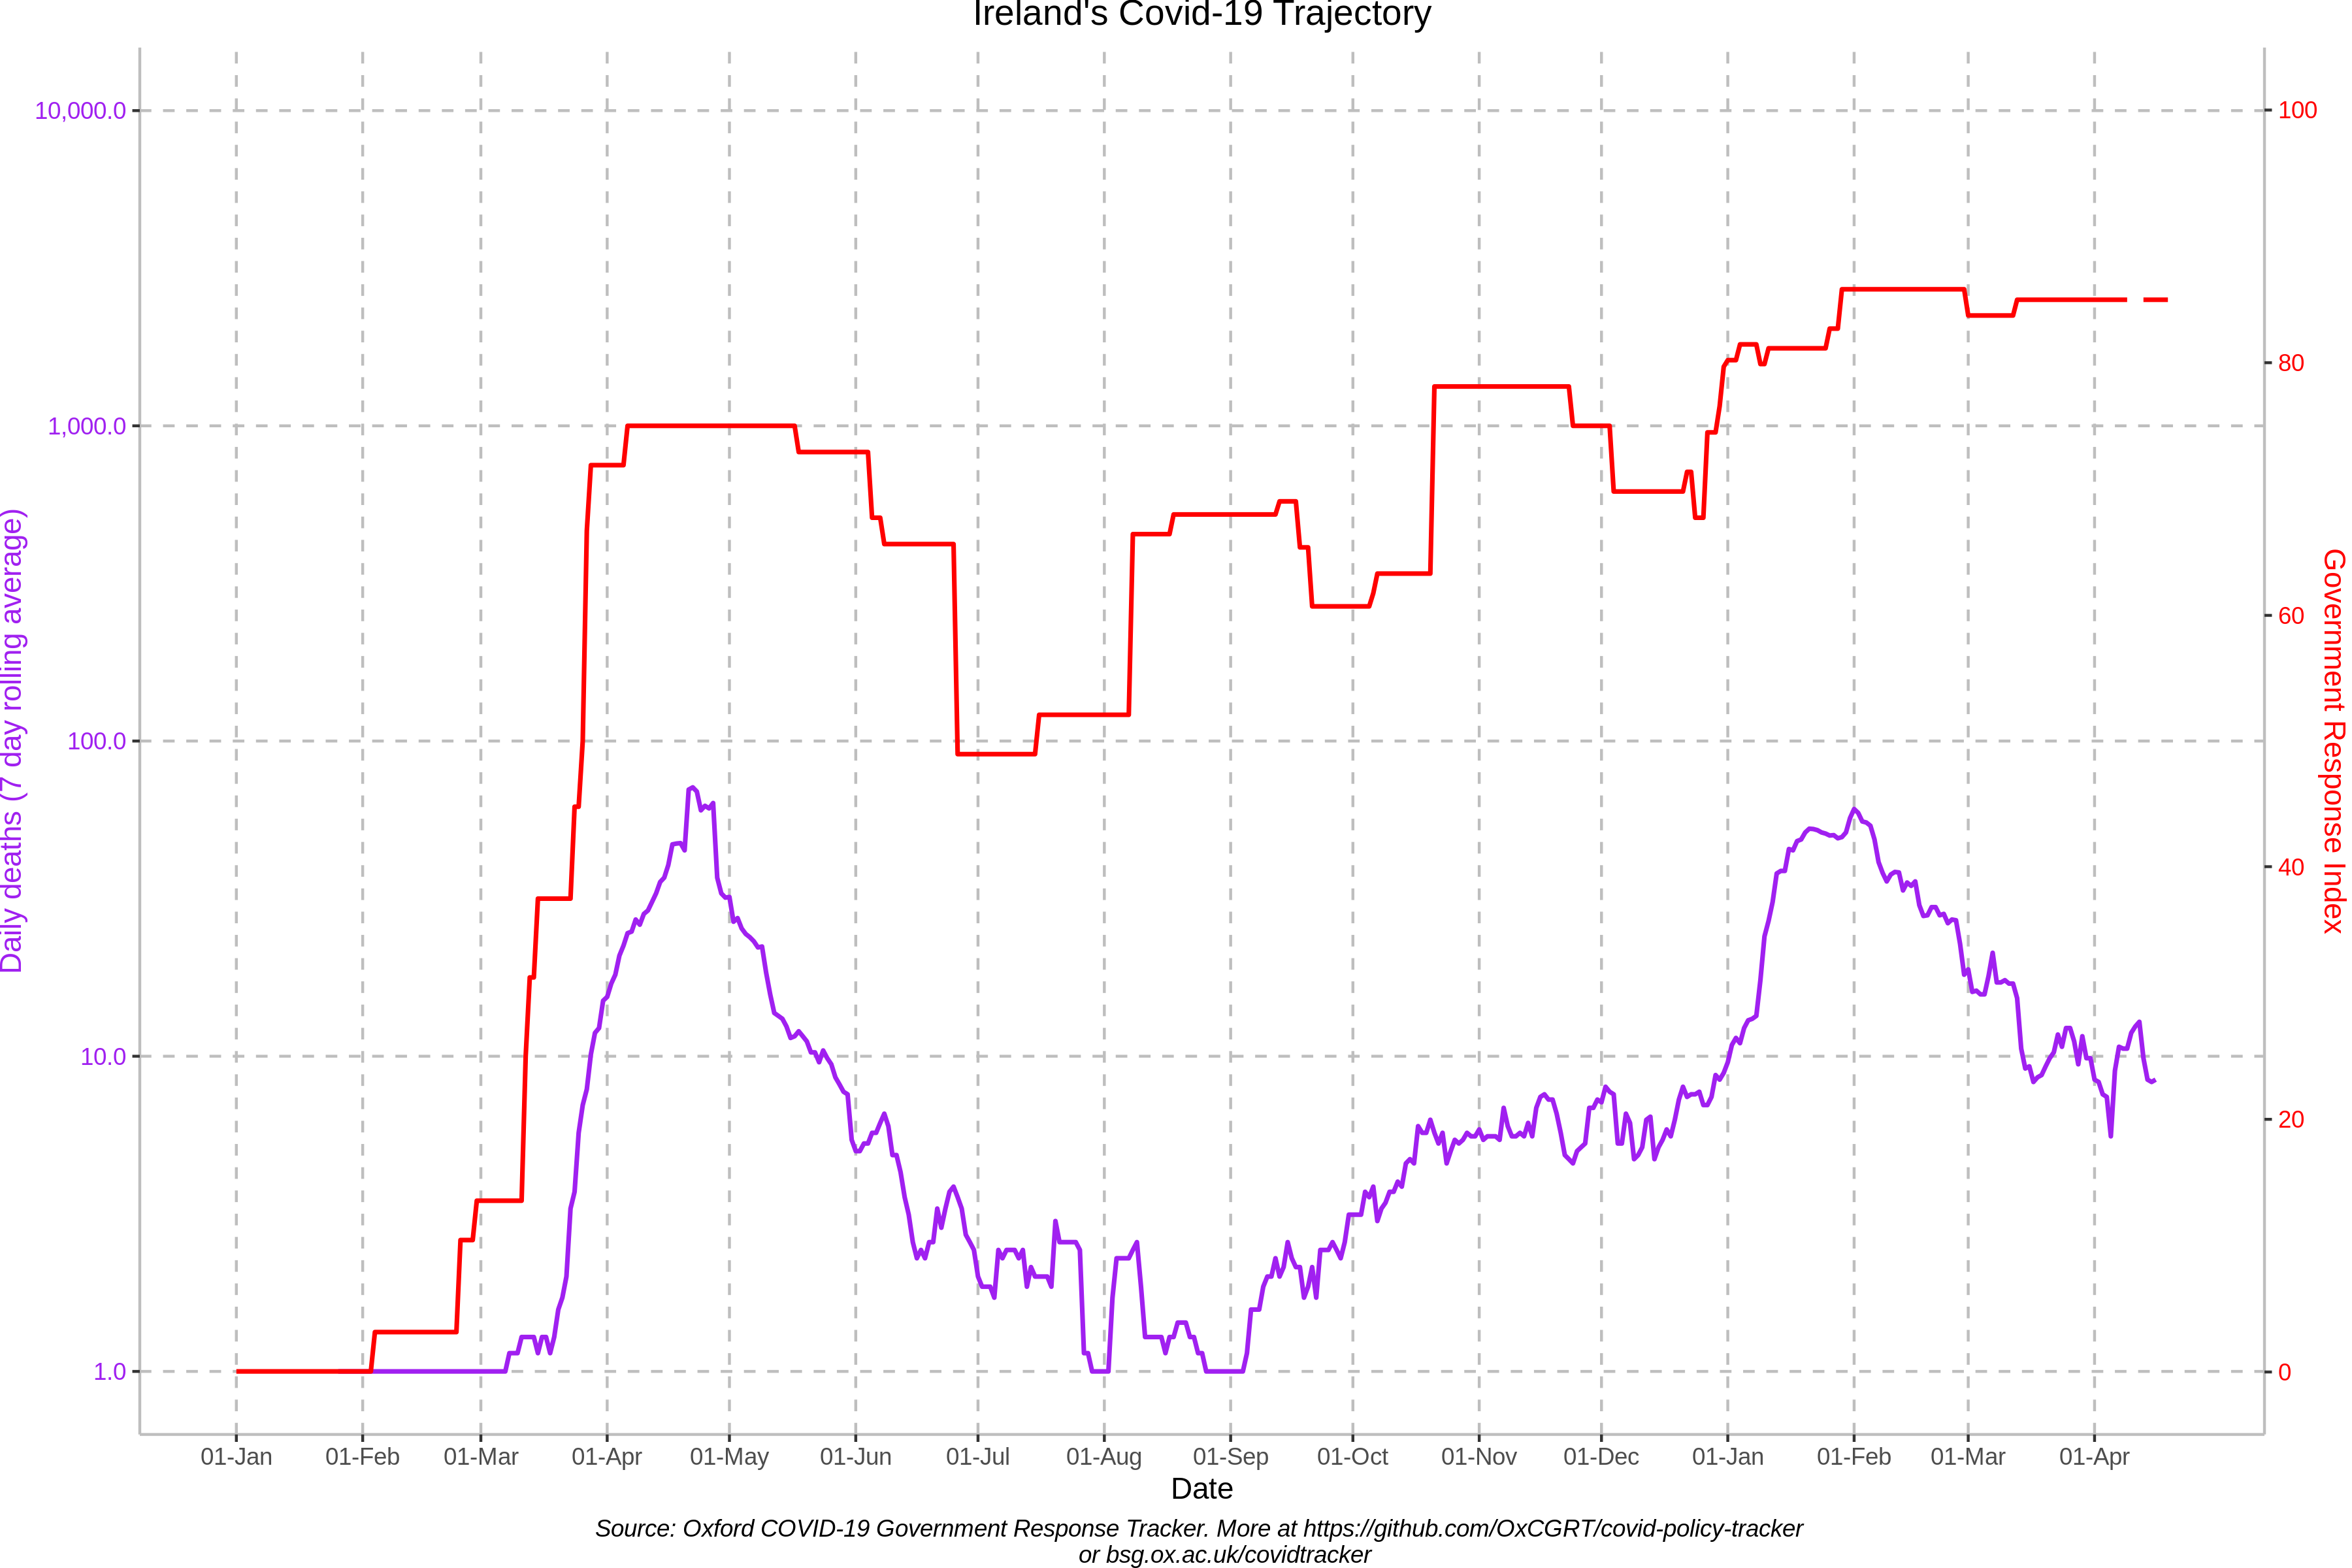 Ireland's Covid-19 Trajectory
10,000.0
1,000.0
100.0
10.0
1.0
Daily deaths (7 day rolling average)
100
80
60
40
20
0
Government Response Index
01-Jan 01-Feb 01-Mar 01-Apr 01-May 01-Jun 01-Jul 01-Aug 01-Sep 01-Oct 01-Nov 01-Dec 01-Jan 01-Feb 01-Mar 01-Apr
Date
Source: Oxford COVID-19 Government Response Tracker. More at https://github.com/OxCGRT/covid-policy-tracker
or bsg.ox.ac.uk/covidtracker